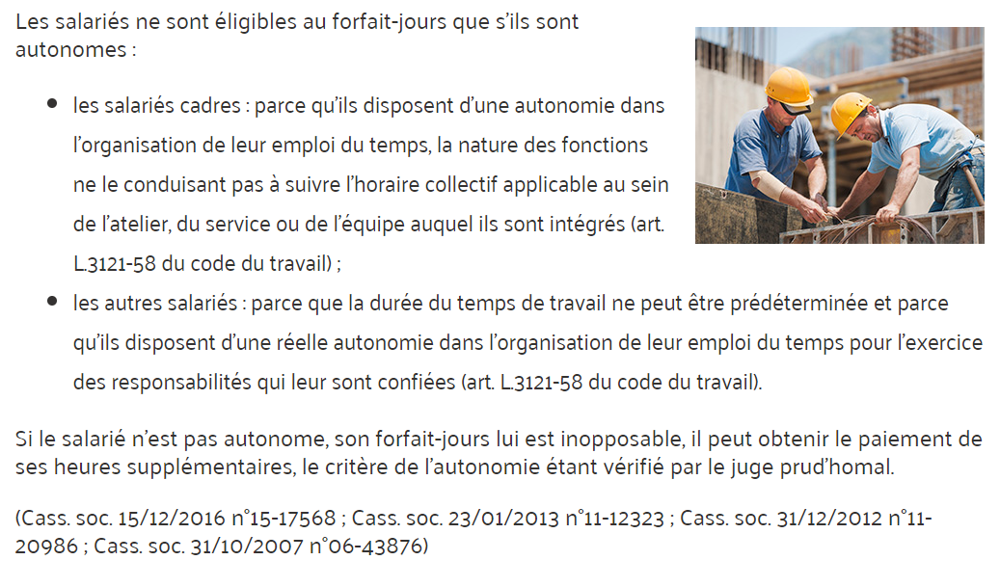 Les salariés ne sont éligibles au forfait-jours que s'ils sont
autonomes :
les salariés cadres : parce qu'ils disposent d'une autonomie dans
l'organisation de leur emploi du temps, la nature des fonctions
ne le conduisant pas à suivre l'horaire collectif applicable au sein
de l'atelier, du service ou de l'équipe auquel ils sont intégrés (art.
L.3121-58 du code du travail) ;
les autres salariés : parce que la durée du temps de travail ne peut être prédéterminée et parce
qu'ils disposent d'une réelle autonomie dans l'organisation de leur emploi du temps pour l'exercice
des responsabilités qui leur sont confiées (art. L.3121-58 du code du travail).
Si le salarié n'est pas autonome, son forfait-jours lui est inopposable, il peut obtenir le paiement de
ses heures supplémentaires, le critère de l'autonomie étant vérifié par le juge prud'homal.
(Cass. soc. 15/12/2016 n°15-17568 ; Cass. soc. 23/01/2013 n°11-12323 ; Cass. soc. 31/12/2012 n°11-
20986 ; Cass. soc. 31/10/2007 n°06-43876)